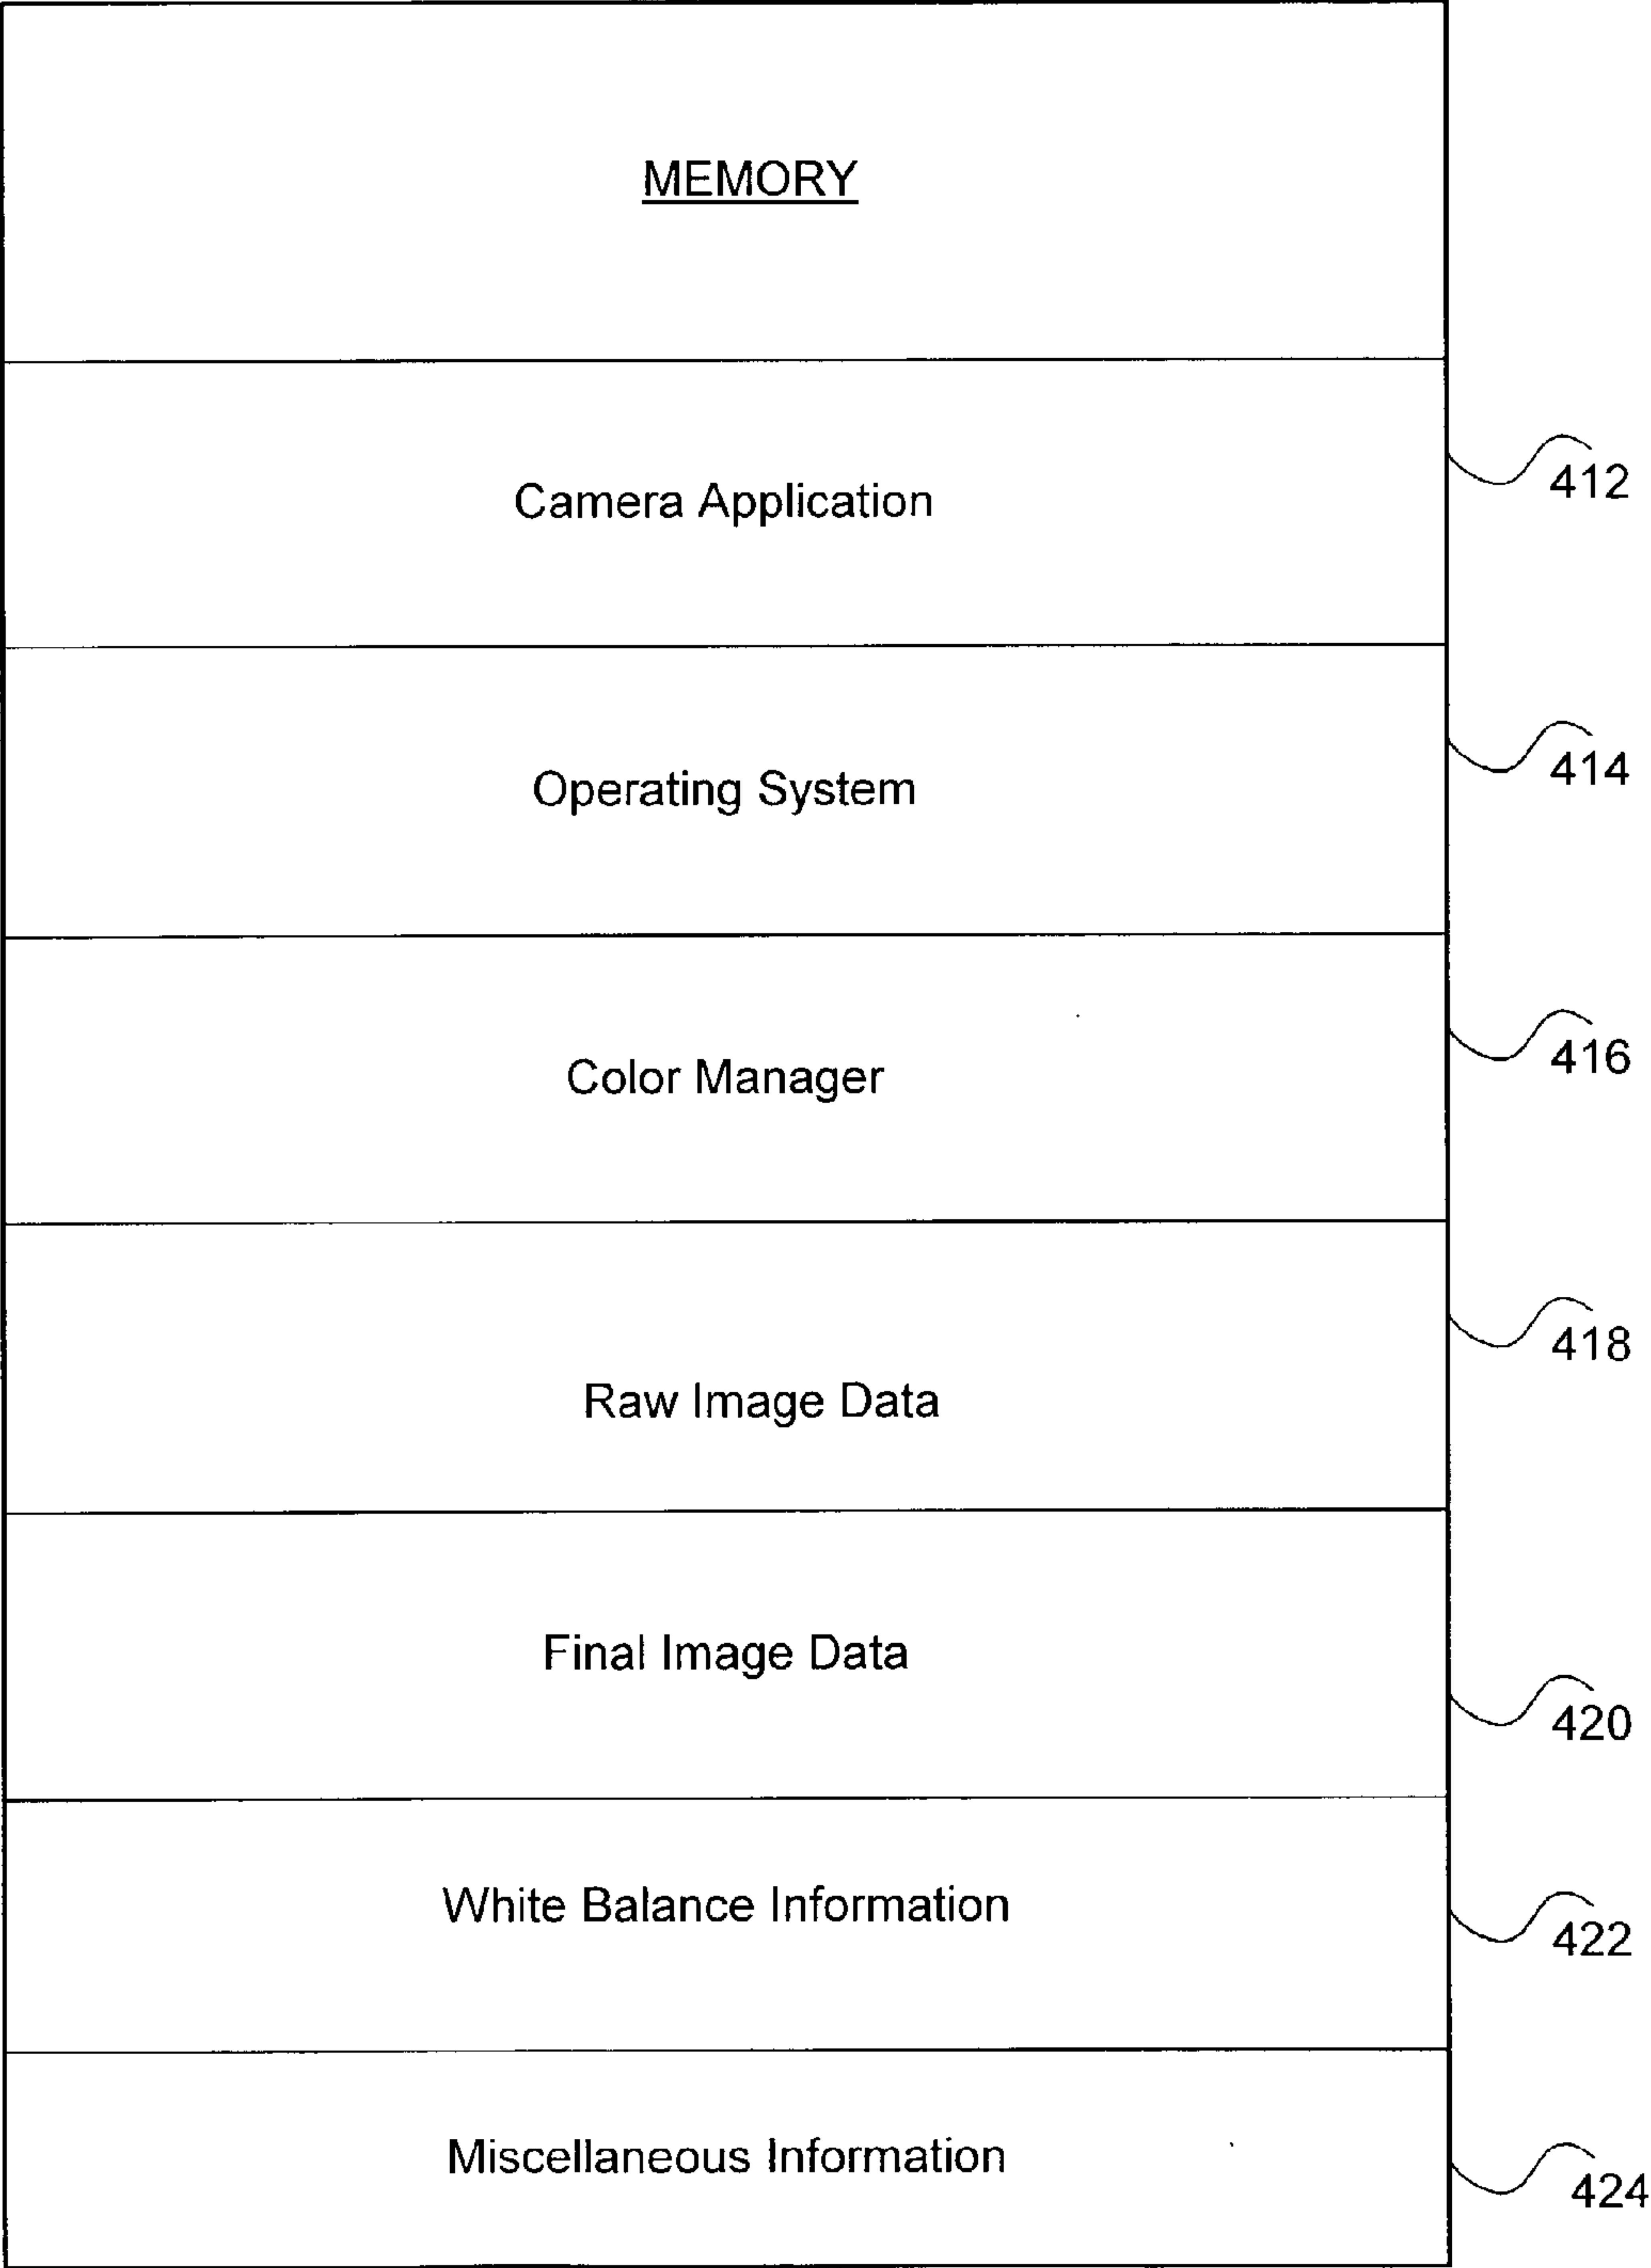 MEMORY
Camera Application
412
Operating System
414
Color Manager
416
Raw Image Data
418
Final Image Data
420
White Balance Information
422
Miscellaneous Information
424